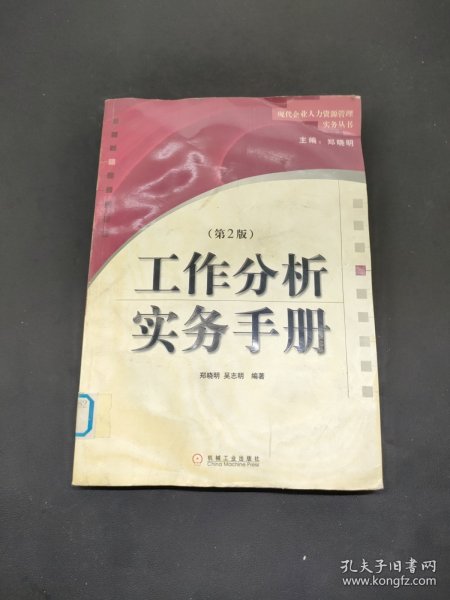 现代企业人力资源管理
实务丛书
主编：郑晓明
（第2版）
工作分析
实务手册
郑晓明 吴志明 编著
机械工业出版社
China Machine Press
孔夫子旧书网
www.kongfz.com